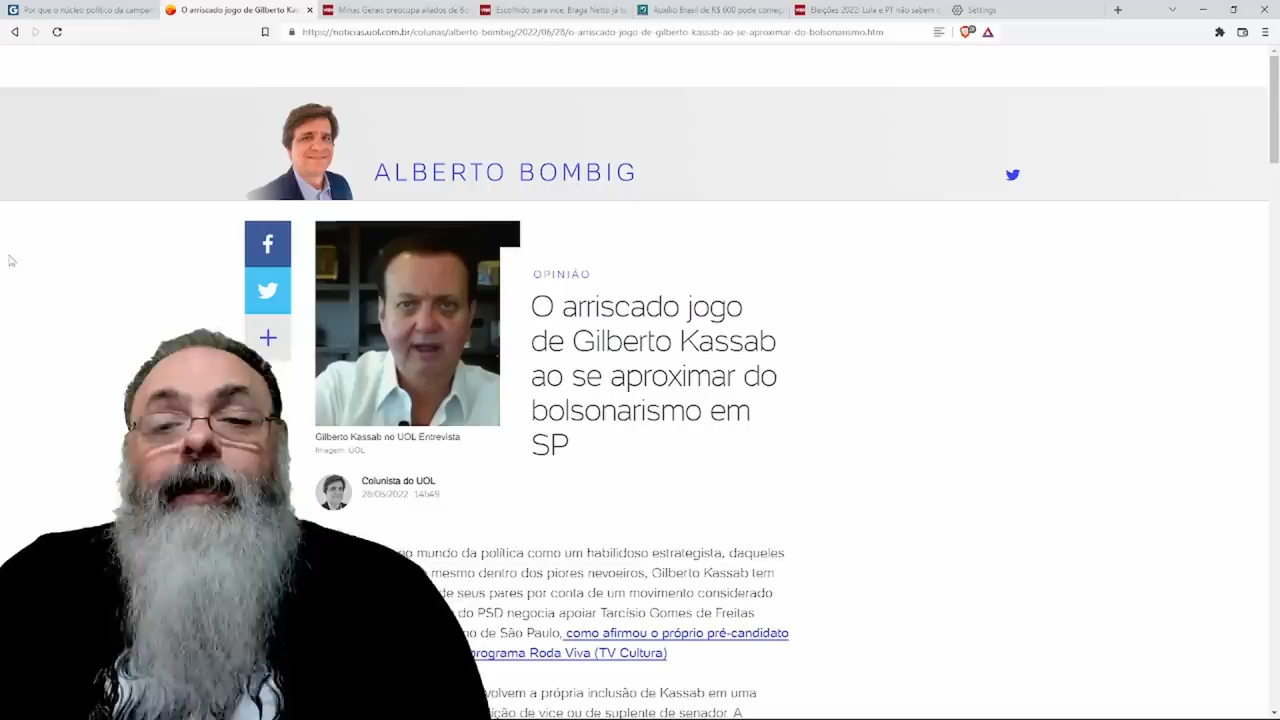 Por que o núcleo político da campan
O arriscado jogo de Gilberto Kas
Minas Gerais preocupa aliados de Bo
Escolhido para vice, Braga Netto já te
Auxílio Brasil de R$ 600 pode começ
Eleições 2022: Lula e PT não sabem c
Settings
https://noticias.uol.com.br/colunas/alberto-bombig/2022/06/28/o-arriscado-jogo-de-gilberto-kassab-ao-se-aproximar-do-bolsonarismo.htm
ALBERTO BOMBIG
OPINIÃO
O arriscado jogo
de Gilberto Kassab
ao se aproximar do
bolsonarismo em
SP
Gilberto Kassab no UOL Entrevista
Imagem: UOL
Colunista do UOL
28/06/2022 14h49
no mundo da política como um habilidoso estrategista, daqueles
mesmo dentro dos piores nevoeiros, Gilberto Kassab tem
de seus pares por conta de um movimento considerado
do PSD negocia apoiar Tarcísio Gomes de Freitas
no de São Paulo, como afirmou o próprio pré-candidato
programa Roda Viva (TV Cultura)
volvem a própria inclusão de Kassab em uma
ição de vice ou de suplente de senador. A